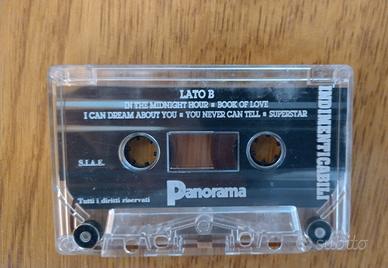 LATO B
IN THE MIDNIGHT HOUR ■ BOOK OF LOVE
I CAN DREAM ABOUT YOU ■ YOU NEVER CAN TELL ■ SUPERSTAR
S.I.A.E.
Panorama
Tutti i diritti riservati
INDIMENTICABILI
subito